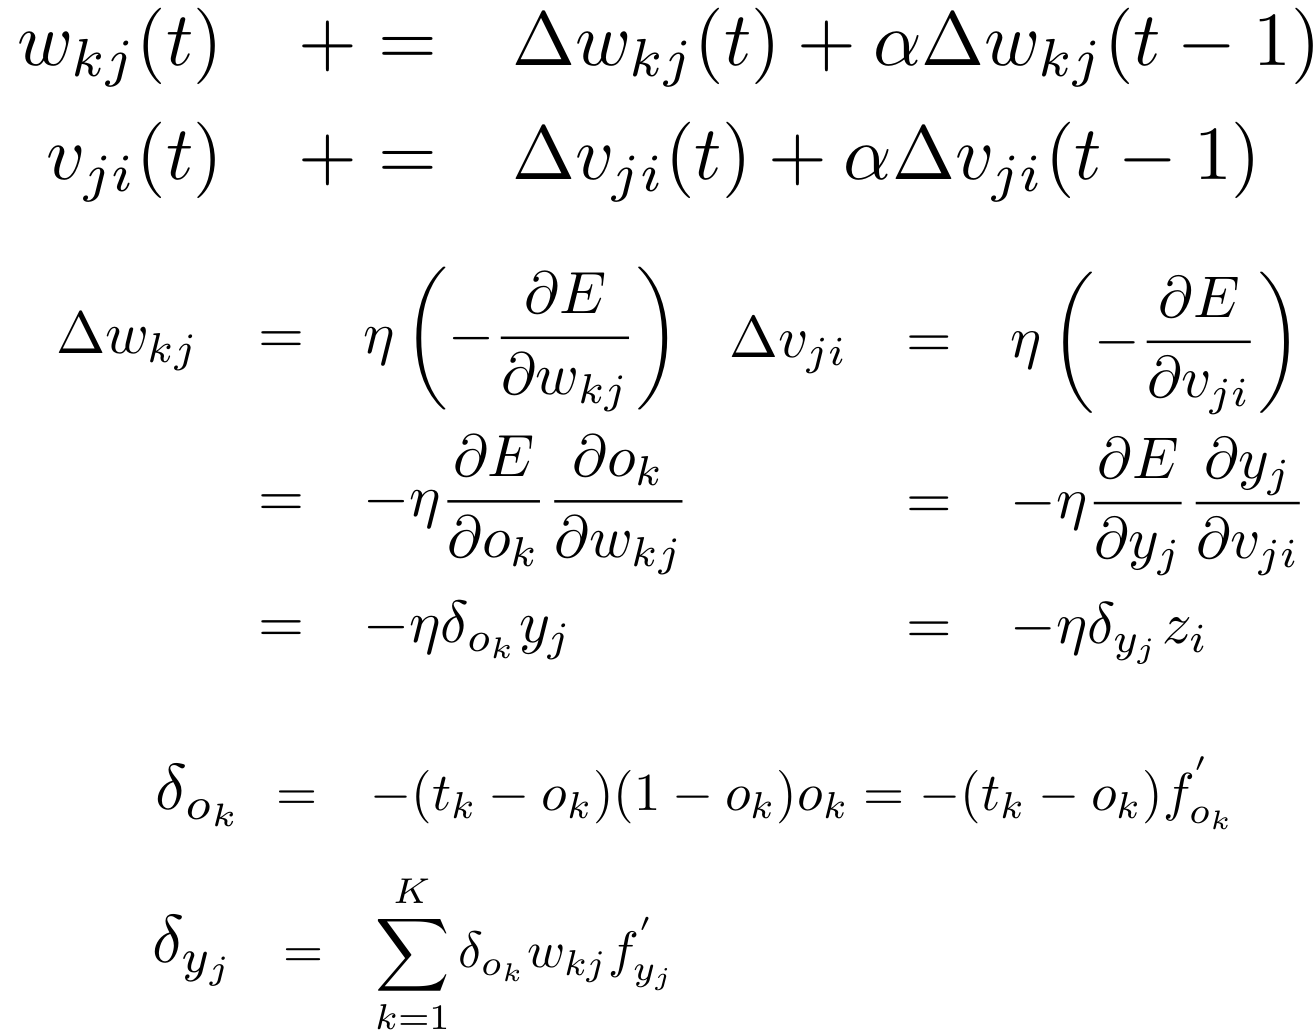 w_{kj}(t) += Δw_{kj}(t) + αΔw_{kj}(t − 1)
v_{ji}(t) += Δv_{ji}(t) + αΔv_{ji}(t − 1)
Δw_{kj} = η(−∂E/∂w_{kj}) Δv_{ji} = η(−∂E/∂v_{ji})
= −η ∂E/∂o_k ∂o_k/∂w_{kj} = −η ∂E/∂y_j ∂y_j/∂v_{ji}
= −ηδ_{o_k} y_j = −ηδ_{y_j} z_i
δ_{o_k} = −(t_k − o_k)(1 − o_k)o_k = −(t_k − o_k)f'_{o_k}
δ_{y_j} = ∑_{k=1}^{K} δ_{o_k} w_{kj} f'_{y_j}